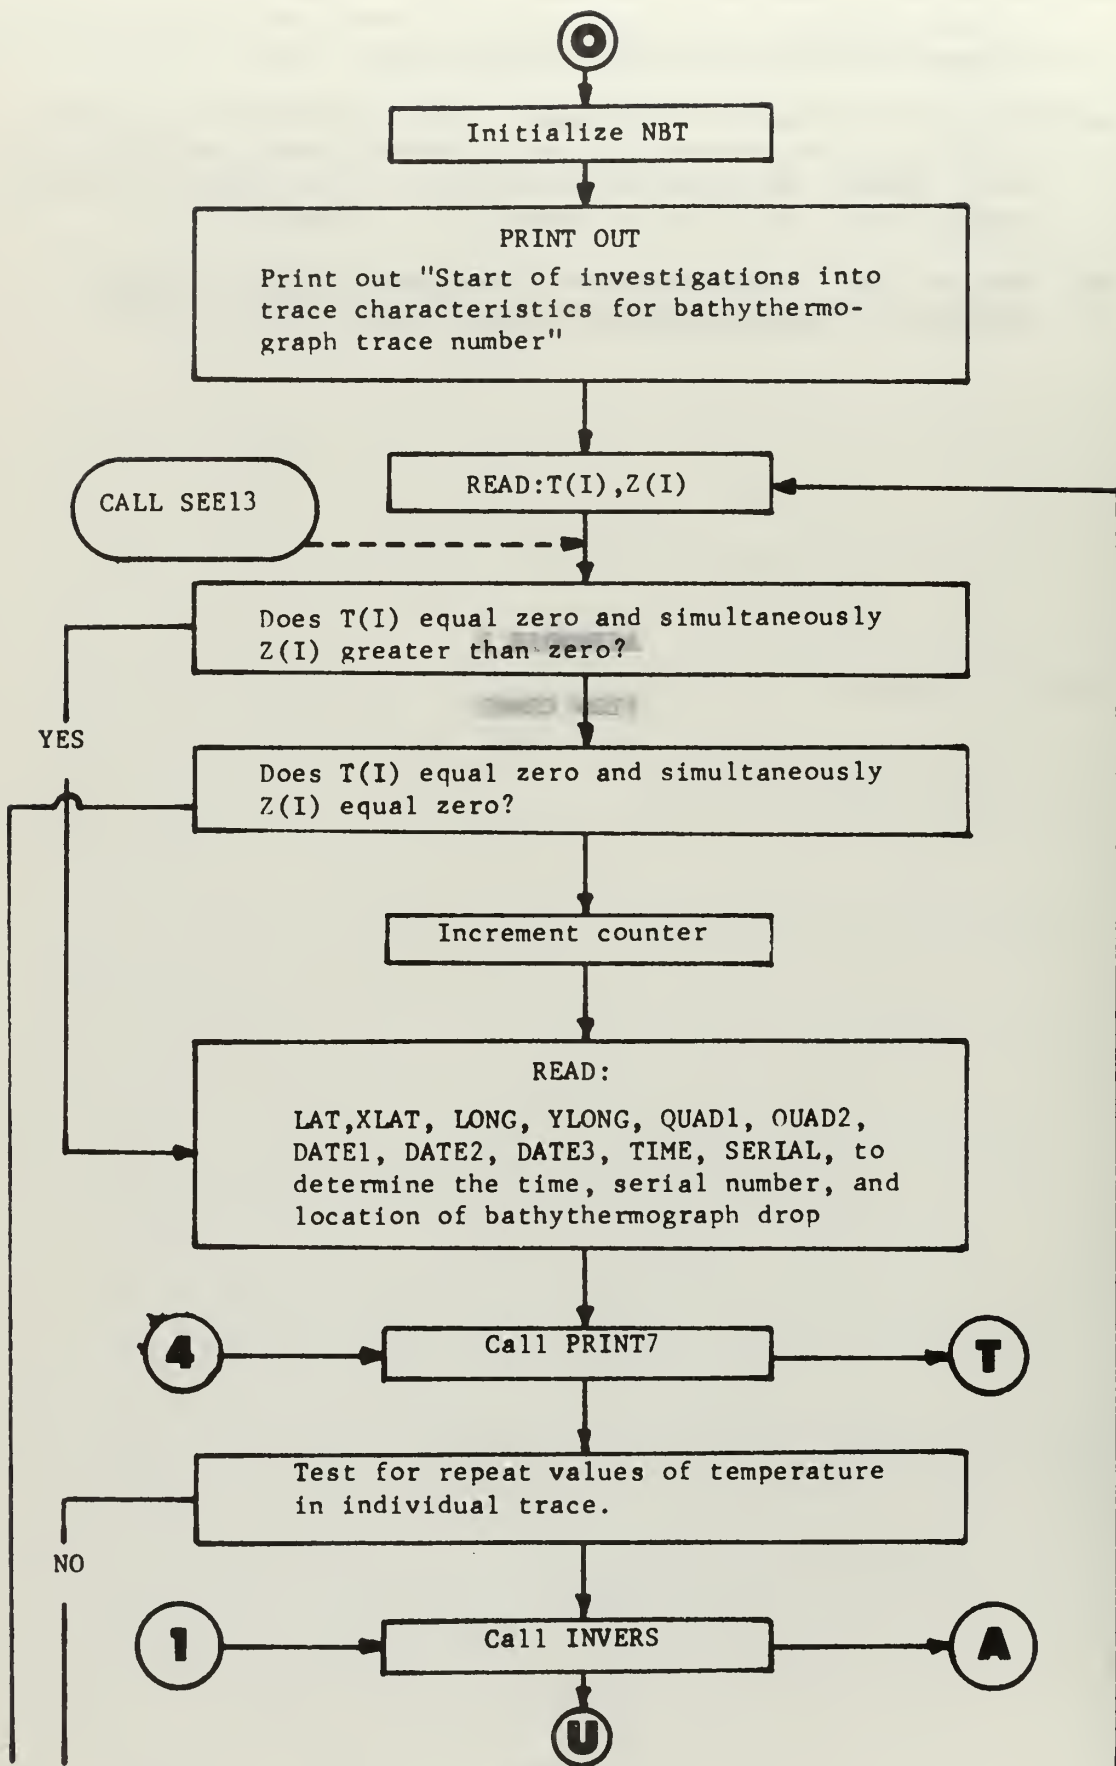 Initialize NBT
PRINT OUT
Print out "Start of investigations into
trace characteristics for bathythermo-
graph trace number"
READ:T(I),Z(I)
CALL SEE13
Does T(I) equal zero and simultaneously
Z(I) greater than zero?
YES
Does T(I) equal zero and simultaneously
Z(I) equal zero?
Increment counter
READ:
LAT,XLAT, LONG, YLONG, QUAD1, QUAD2,
DATE1, DATE2, DATE3, TIME, SERIAL, to
determine the time, serial number, and
location of bathythermograph drop
4
Call PRINT7
T
Test for repeat values of temperature
in individual trace.
NO
1
Call INVERS
A
U